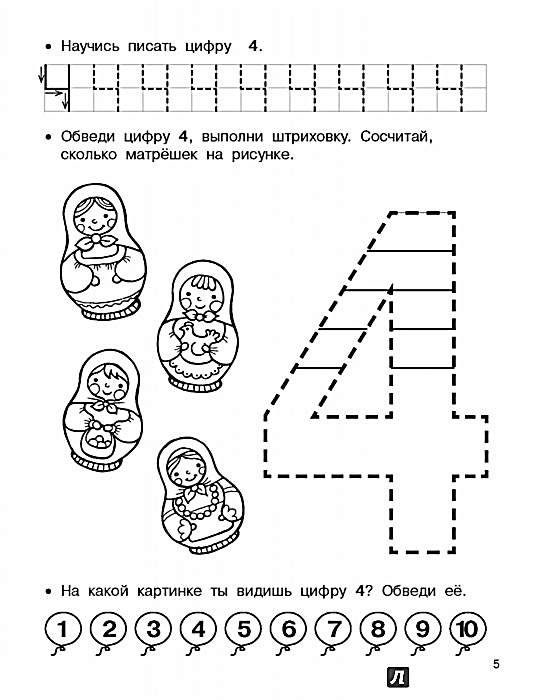 • Научись писать цифру 4.
• Обведи цифру 4, выполни штриховку. Сосчитай,
сколько матрёшек на рисунке.
4
• На какой картинке ты видишь цифру 4? Обведи её.
1 2 3 4 5 6 7 8 9 10
5
Л